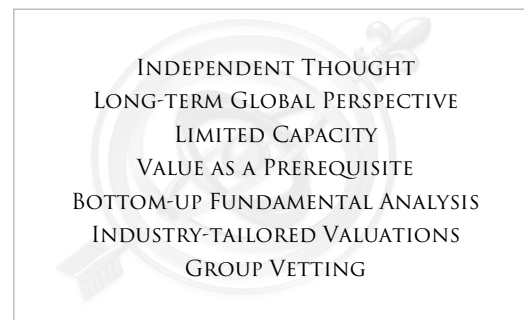 Independent Thought
Long-term Global Perspective
Limited Capacity
Value as a Prerequisite
Bottom-up Fundamental Analysis
Industry-tailored Valuations
Group Vetting